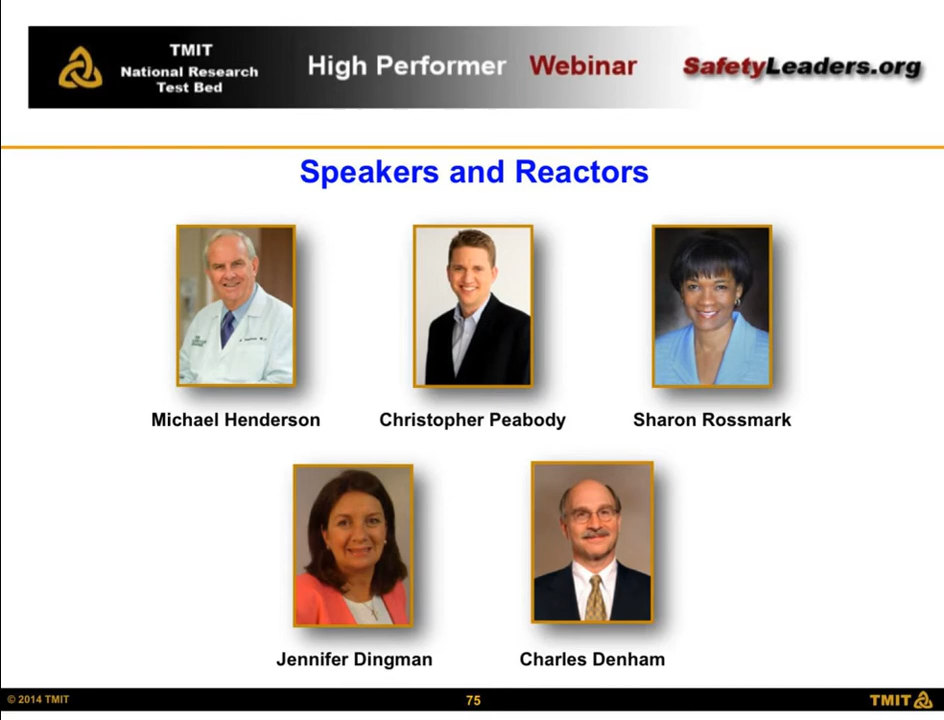 TMIT
National Research
Test Bed
High Performer Webinar
SafetyLeaders.org
Speakers and Reactors
Michael Henderson
Christopher Peabody
Sharon Rossmark
Jennifer Dingman
Charles Denham
© 2014 TMIT
75
TMIT